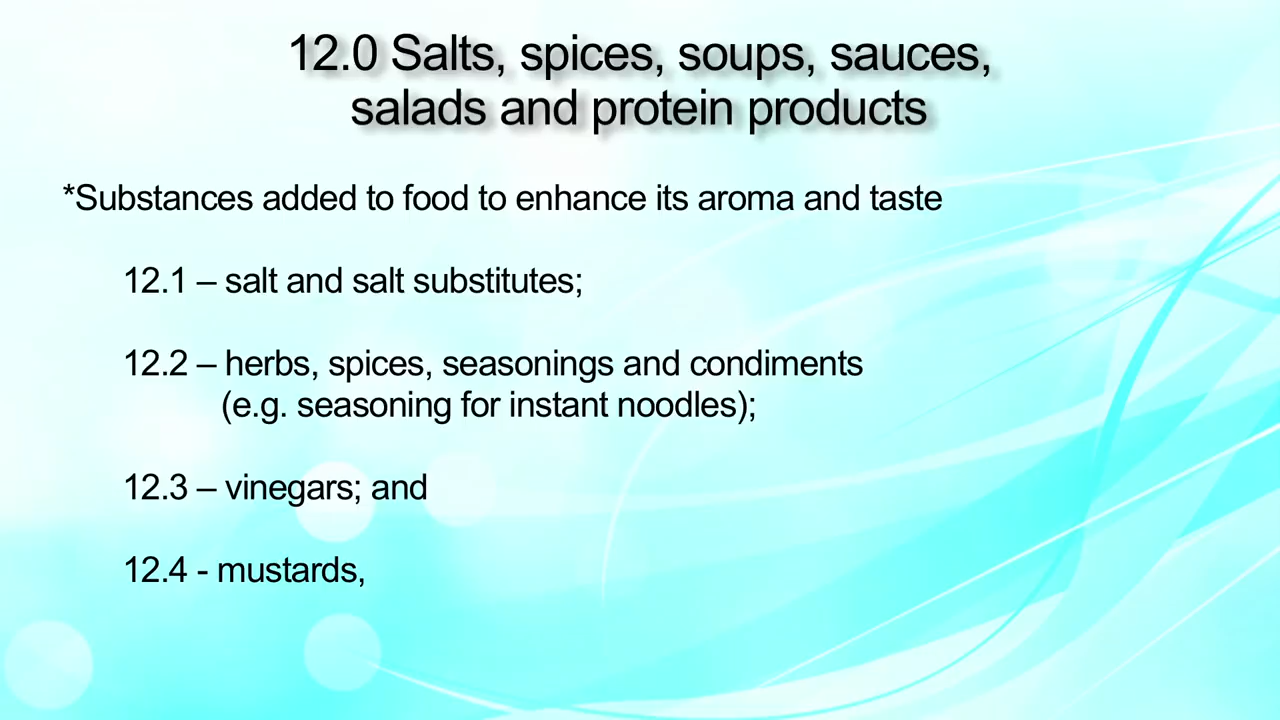 12.0 Salts, spices, soups, sauces,
salads and protein products
*Substances added to food to enhance its aroma and taste
12.1 – salt and salt substitutes;
12.2 – herbs, spices, seasonings and condiments
(e.g. seasoning for instant noodles);
12.3 – vinegars; and
12.4 - mustards,